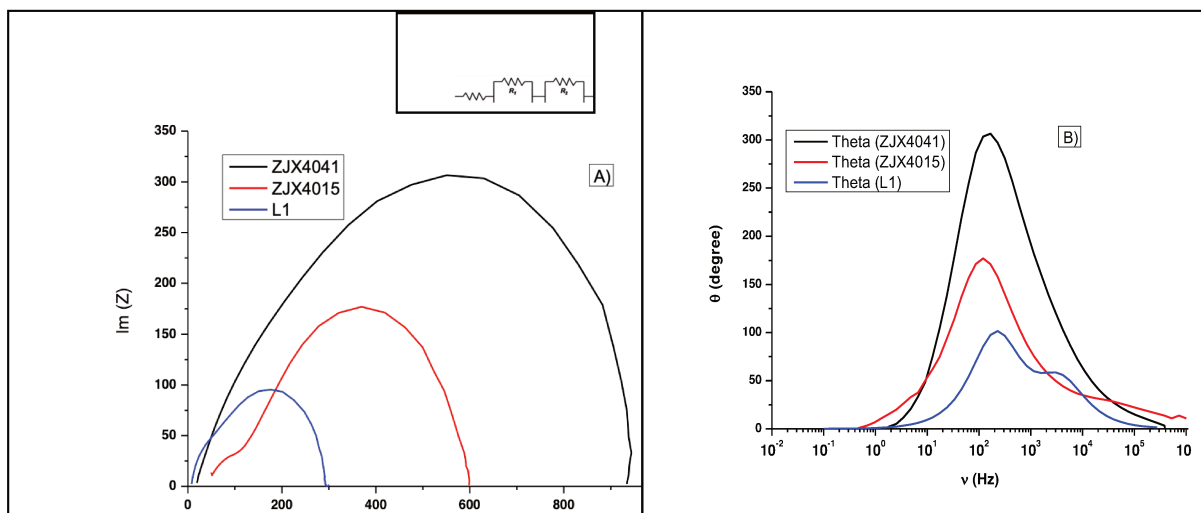 R1 R2
350
300
250
200
150
100
50
0
Im (Z)
ZJX4041
ZJX4015
L1
A)
0 200 400 600 800
350
300
250
200
150
100
50
0
θ (degree)
Theta (ZJX4041)
Theta (ZJX4015)
Theta (L1)
B)
10-2 10-1 100 101 102 103 104 105 10
ν (Hz)